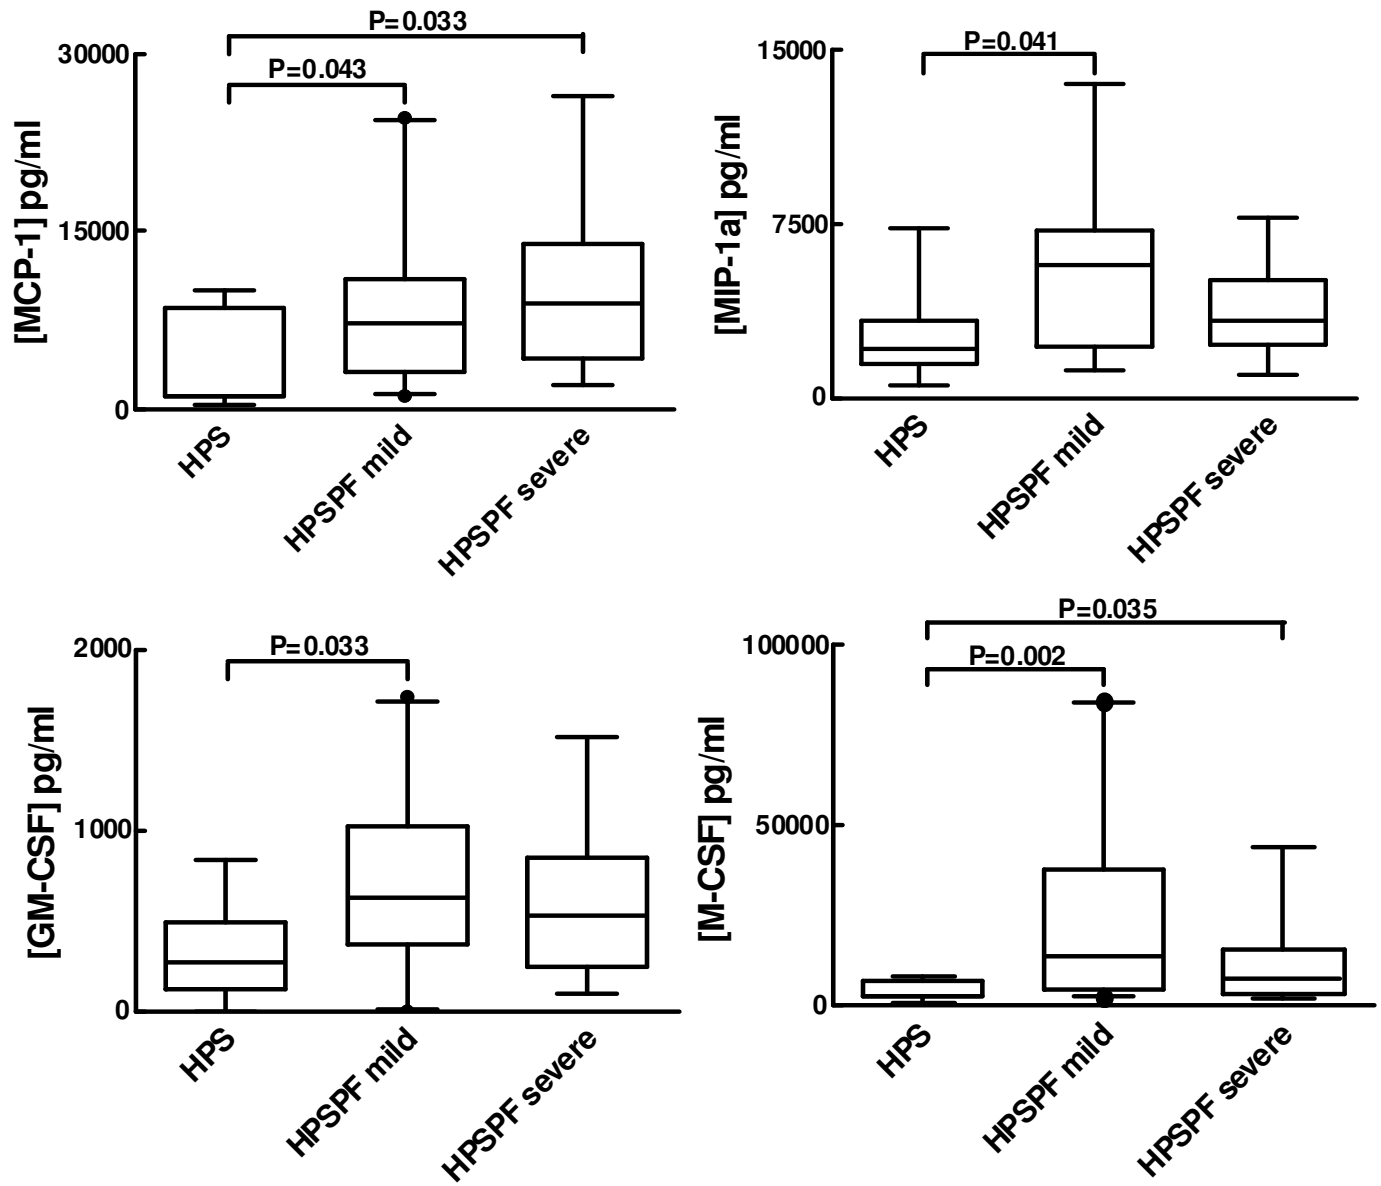 P=0.033
P=0.043
30000
15000
0
[MCP-1] pg/ml
HPS
HPSPF mild
HPSPF severe
P=0.041
15000
7500
0
[MIP-1a] pg/ml
HPS
HPSPF mild
HPSPF severe
P=0.033
2000
1000
0
[GM-CSF] pg/ml
HPS
HPSPF mild
HPSPF severe
P=0.035
P=0.002
100000
50000
0
[M-CSF] pg/ml
HPS
HPSPF mild
HPSPF severe